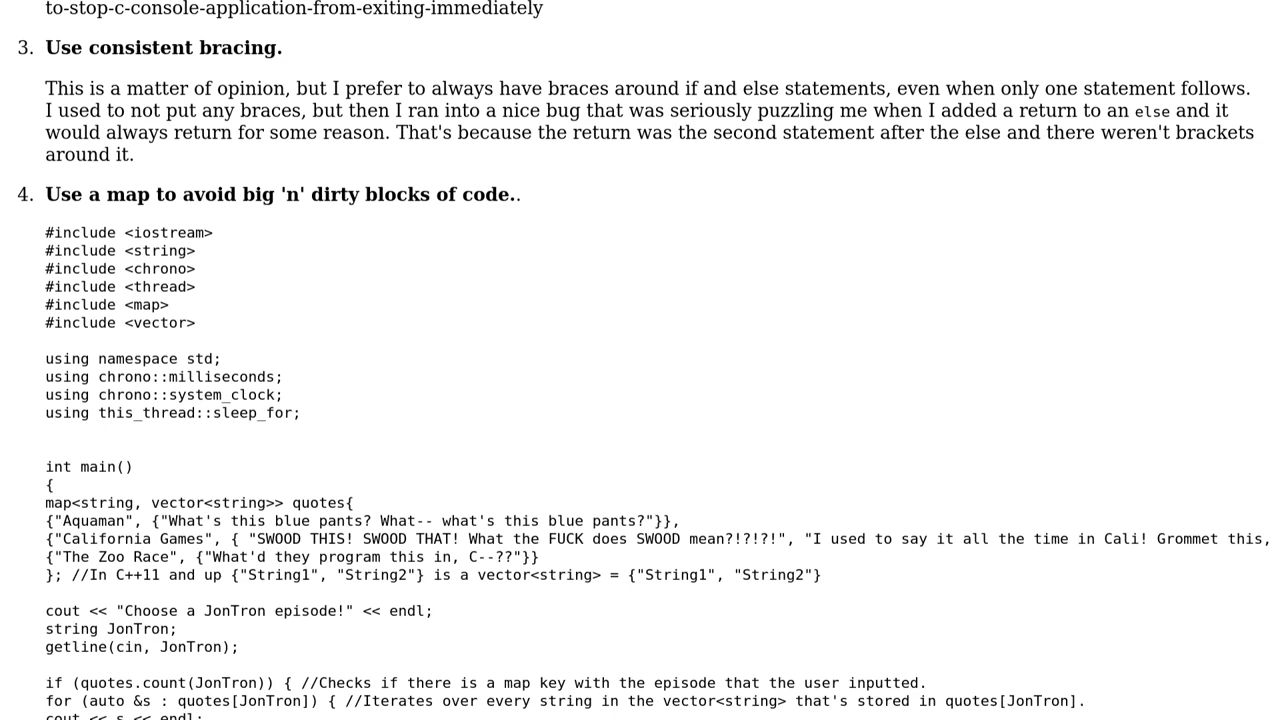 to-stop-c-console-application-from-exiting-immediately
3. Use consistent bracing.
This is a matter of opinion, but I prefer to always have braces around if and else statements, even when only one statement follows.
I used to not put any braces, but then I ran into a nice bug that was seriously puzzling me when I added a return to an else and it
would always return for some reason. That's because the return was the second statement after the else and there weren't brackets
around it.
4. Use a map to avoid big 'n' dirty blocks of code..
#include <iostream>
#include <string>
#include <chrono>
#include <thread>
#include <map>
#include <vector>
using namespace std;
using chrono::milliseconds;
using chrono::system_clock;
using this_thread::sleep_for;
int main()
{
map<string, vector<string>> quotes{
{"Aquaman", {"What's this blue pants? What-- what's this blue pants?"}},
{"California Games", { "SWOOD THIS! SWOOD THAT! What the FUCK does SWOOD mean?!?!?!", "I used to say it all the time in Cali! Grommet this,
{"The Zoo Race", {"What'd they program this in, C--??"}}
}; //In C++11 and up {"String1", "String2"} is a vector<string> = {"String1", "String2"}
cout << "Choose a JonTron episode!" << endl;
string JonTron;
getline(cin, JonTron);
if (quotes.count(JonTron)) { //Checks if there is a map key with the episode that the user inputted.
for (auto &s : quotes[JonTron]) { //Iterates over every string in the vector<string> that's stored in quotes[JonTron].
cout << s << endl;